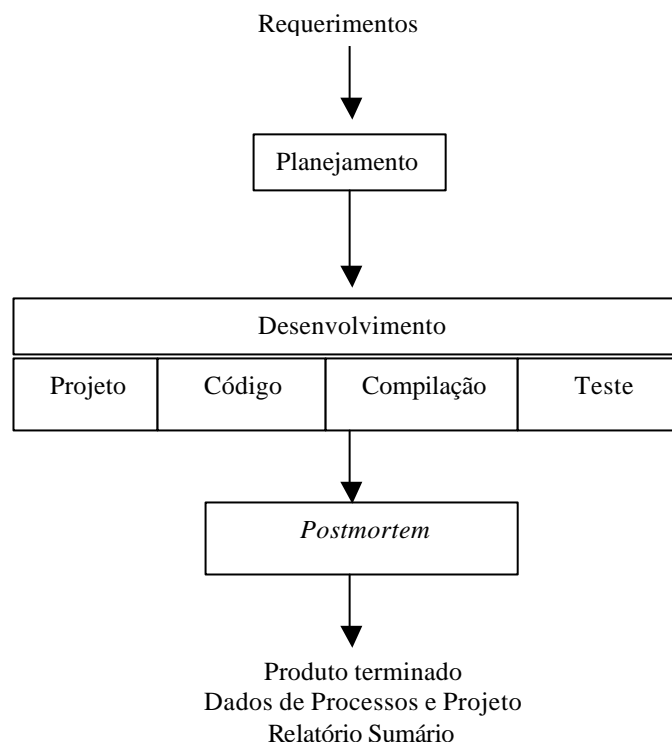 Requerimentos
Planejamento
Desenvolvimento
Projeto Código Compilação Teste
Postmortem
Produto terminado
Dados de Processos e Projeto
Relatório Sumário